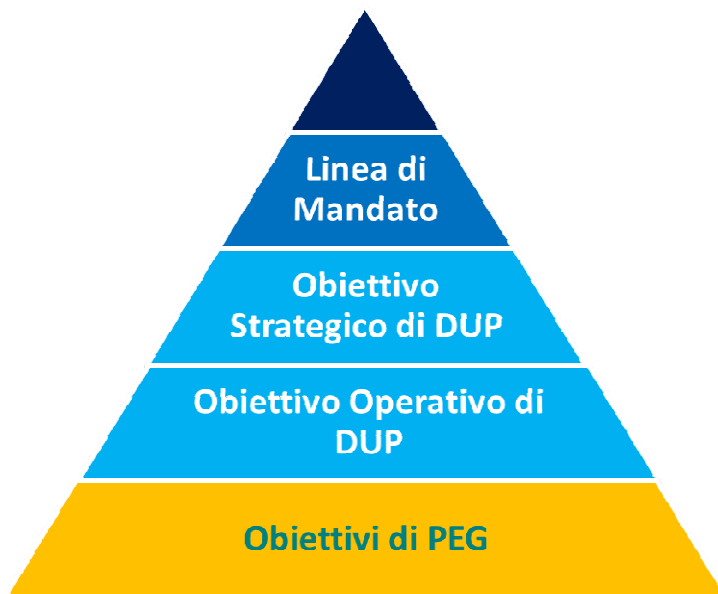 Linea di
Mandato
Obiettivo
Strategico di DUP
Obiettivo Operativo di
DUP
Obiettivi di PEG